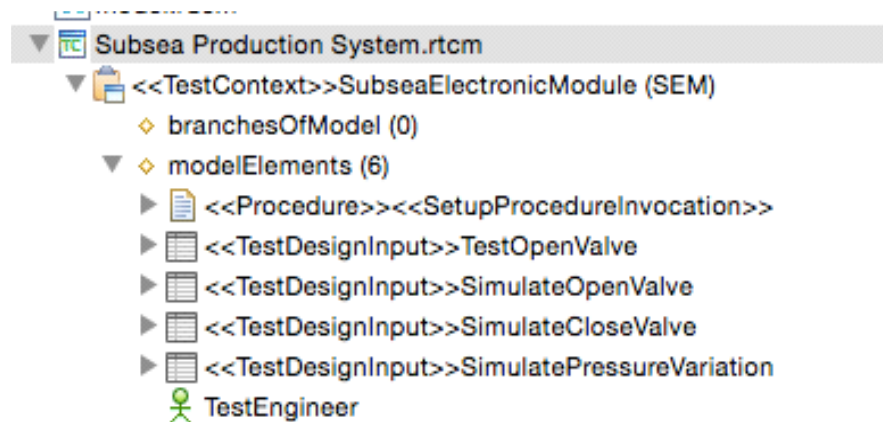 Subsea Production System.rtcm
<<TestContext>>SubseaElectronicModule (SEM)
branchesOfModel (0)
modelElements (6)
<<Procedure>><<SetupProcedureInvocation>>
<<TestDesignInput>>TestOpenValve
<<TestDesignInput>>SimulateOpenValve
<<TestDesignInput>>SimulateCloseValve
<<TestDesignInput>>SimulatePressureVariation
TestEngineer